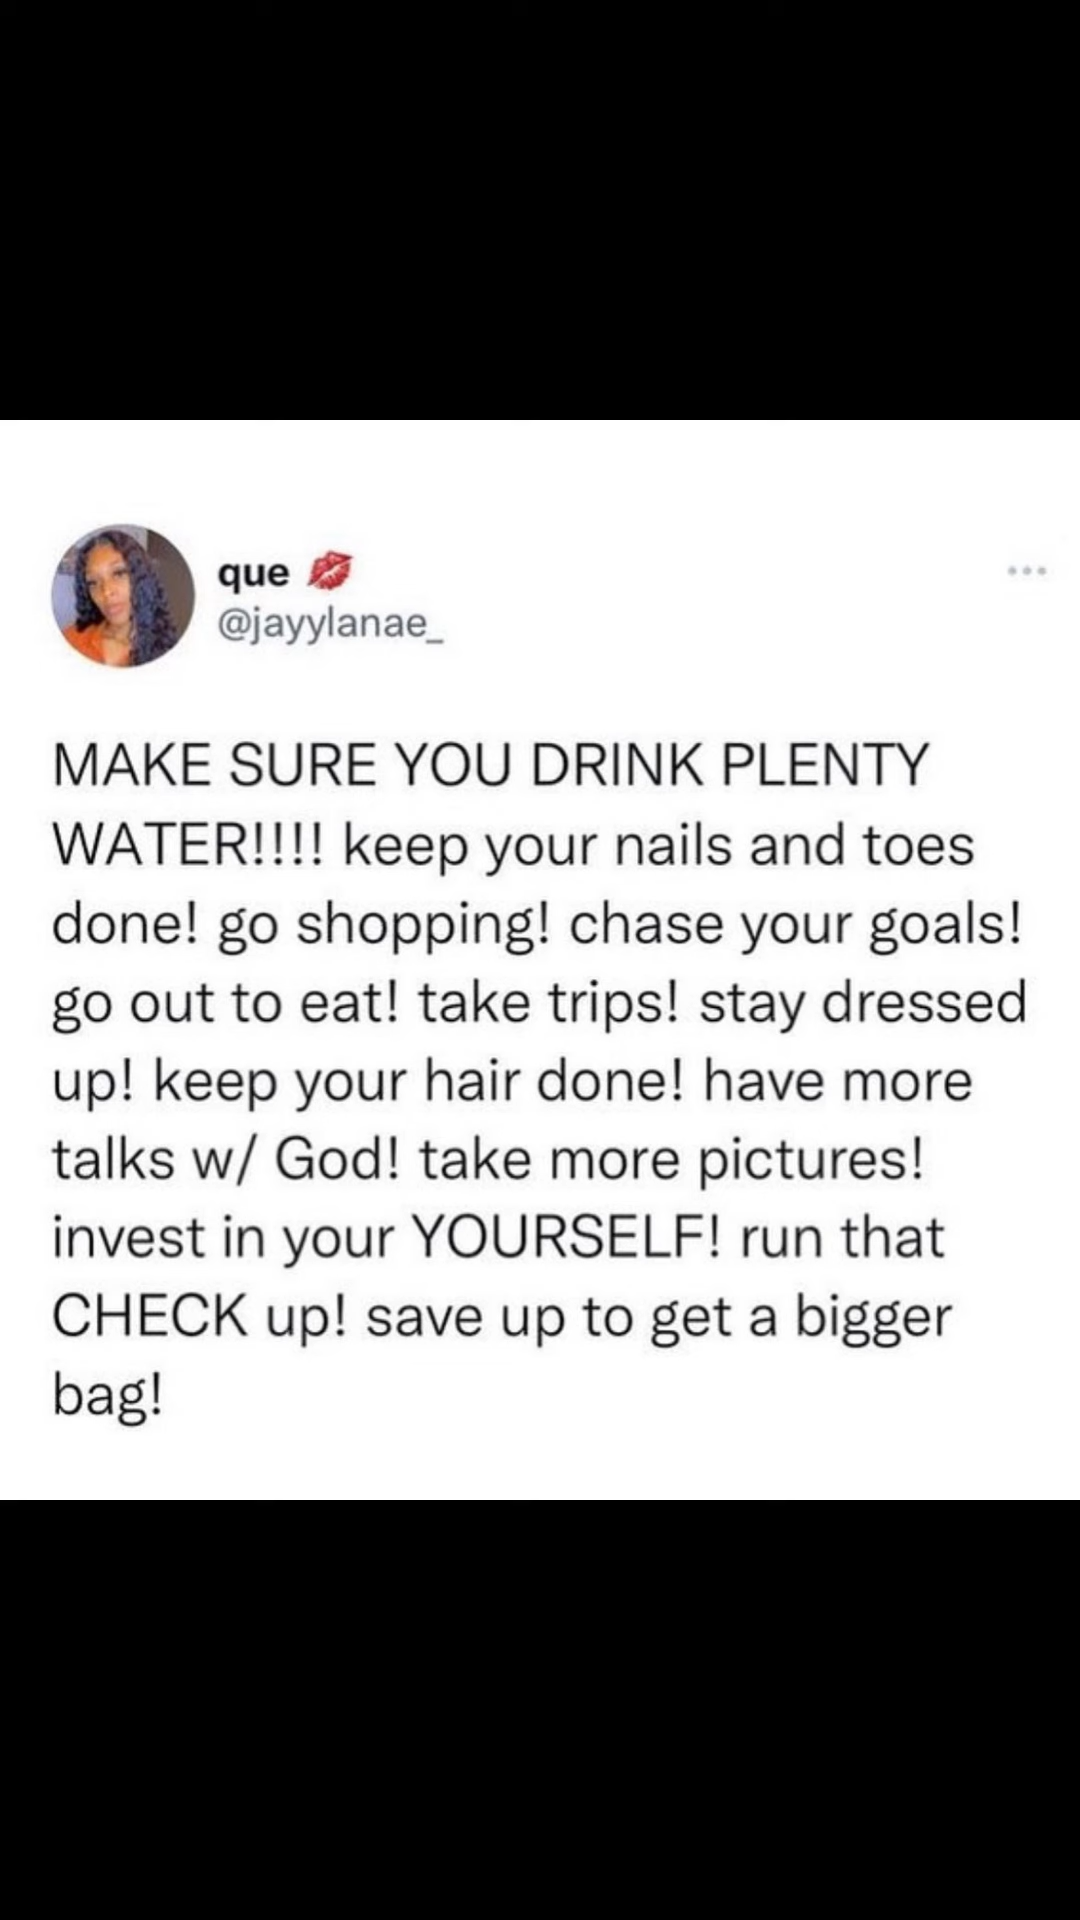 que 💋
@jayylanae_
MAKE SURE YOU DRINK PLENTY
WATER!!!! keep your nails and toes
done! go shopping! chase your goals!
go out to eat! take trips! stay dressed
up! keep your hair done! have more
talks w/ God! take more pictures!
invest in your YOURSELF! run that
CHECK up! save up to get a bigger
bag!